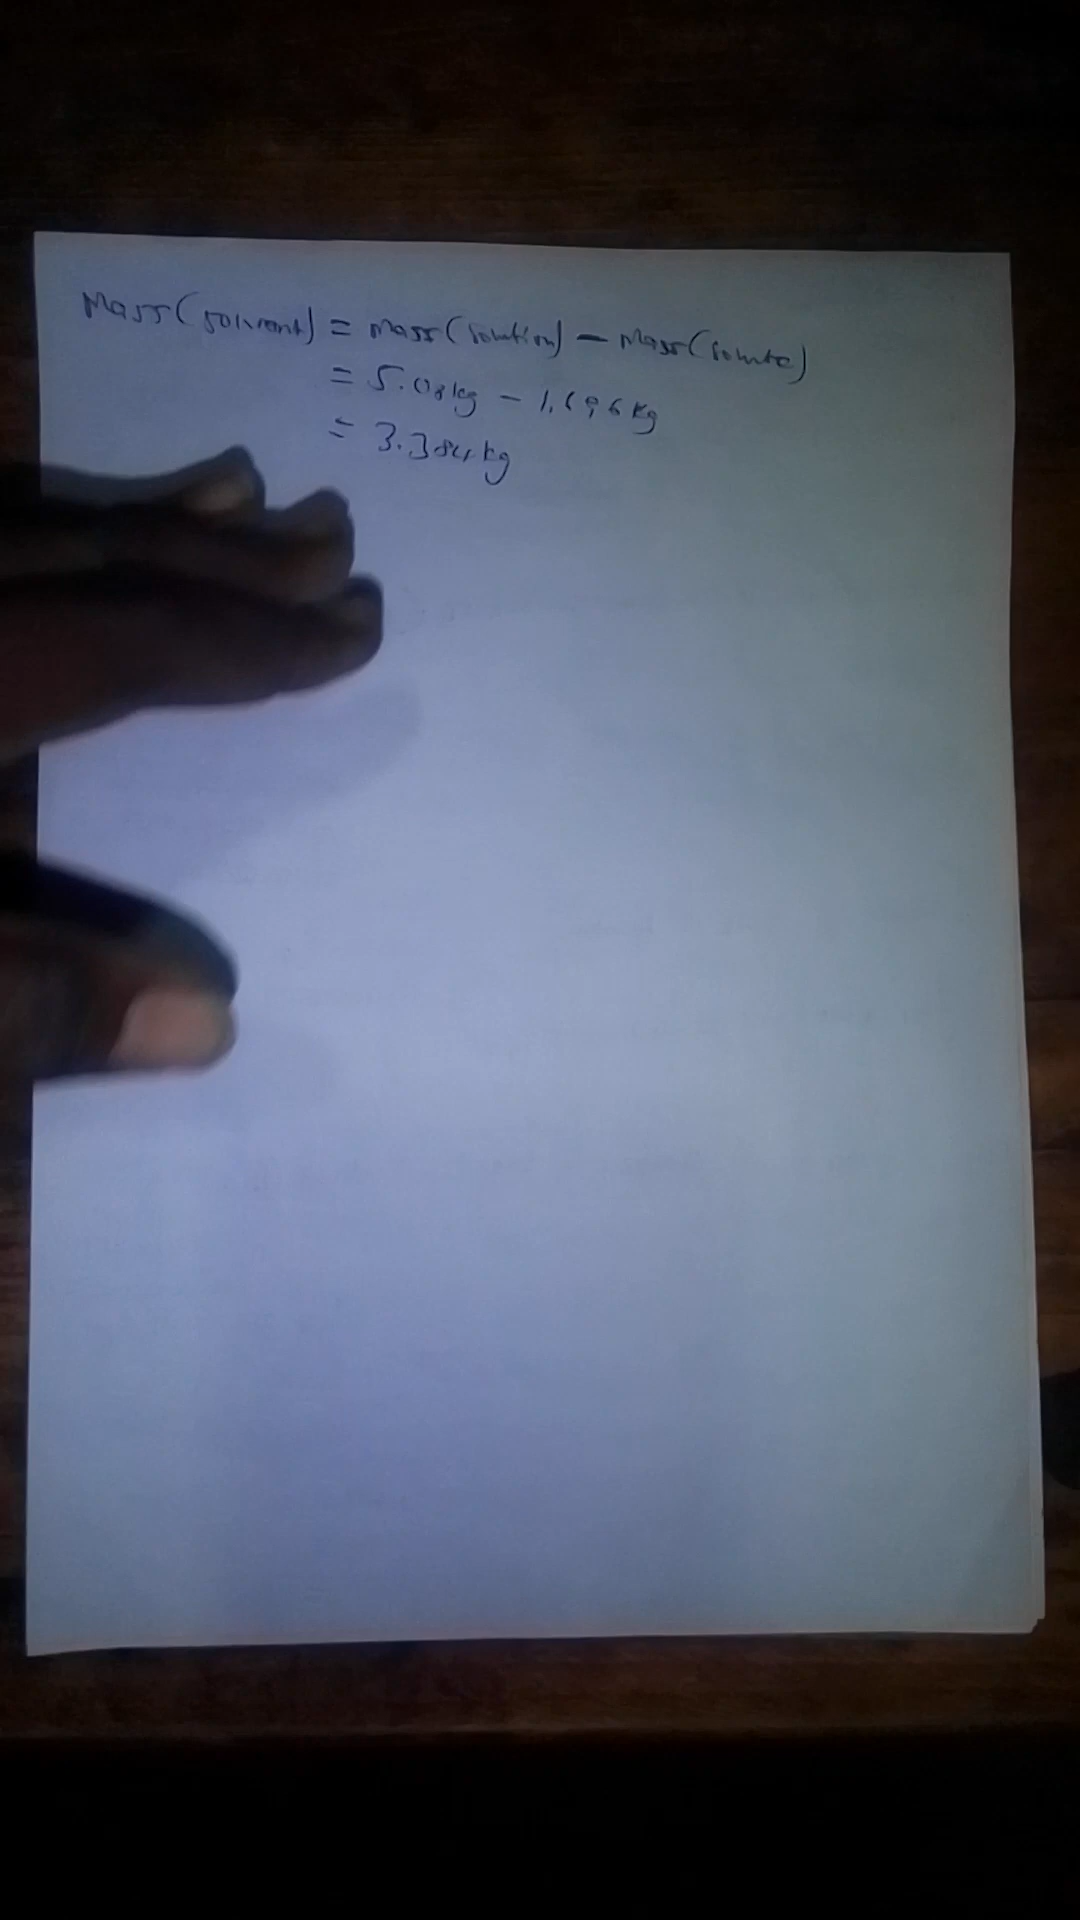 Mass(solvent) = Mass(solution) - Mass(solute)
= 5.08kg - 1.696kg
= 3.384kg